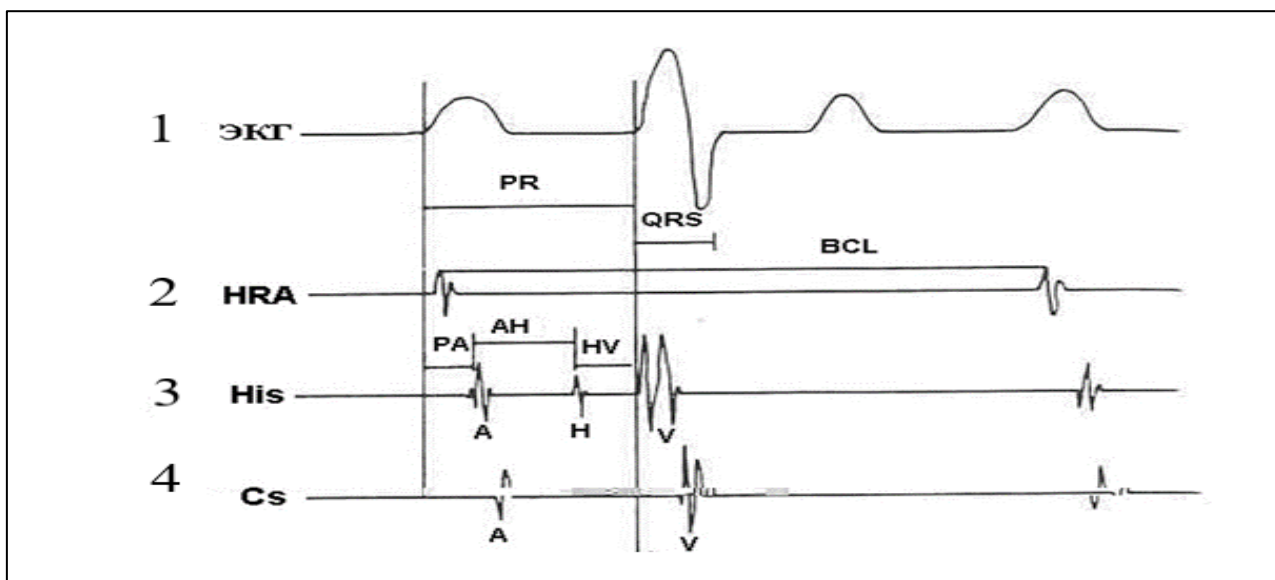 1 ЭКГ
PR
QRS
BCL
2 HRA
PA AH HV
3 His
A H V
4 Cs
A V